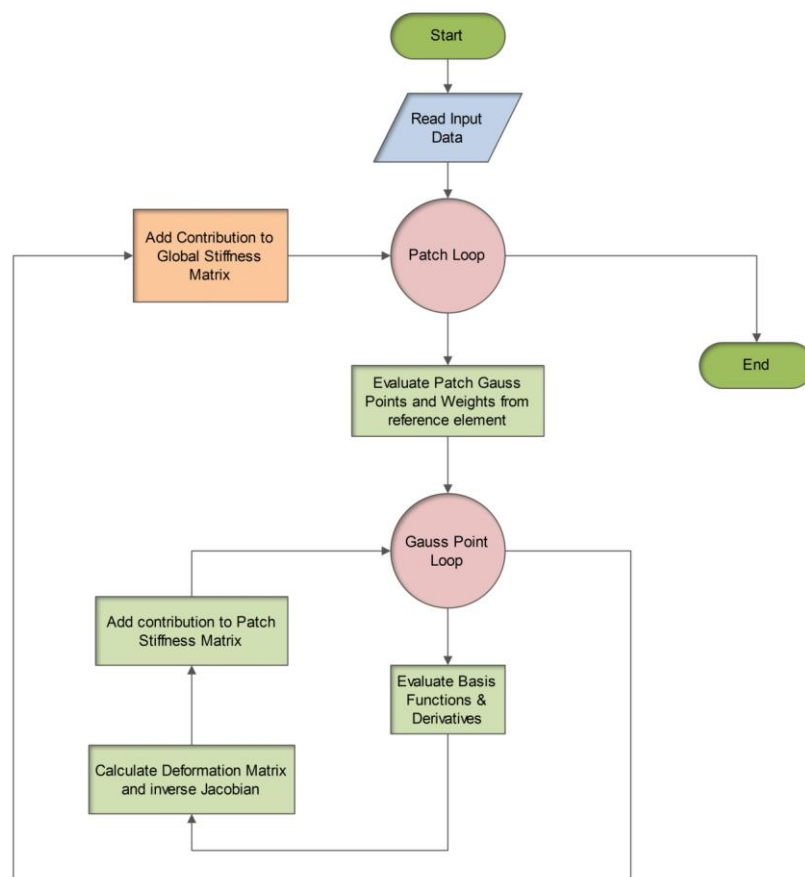 Start
Read Input
Data
Add Contribution to
Global Stiffness
Matrix
Patch Loop
End
Evaluate Patch Gauss
Points and Weights from
reference element
Gauss Point
Loop
Add contribution to Patch
Stiffness Matrix
Evaluate Basis
Functions &
Derivatives
Calculate Deformation Matrix
and inverse Jacobian